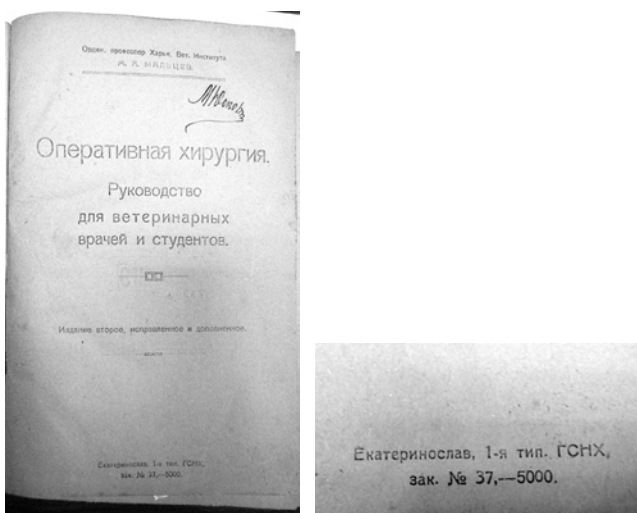 Орден. профессор Харьк. Вет. Института
А. А. МАЛЬЦЕВ.
Оперативная хирургия.
Руководство
для ветеринарных
врачей и студентов.
Издание второе, исправленное и дополненное.
Екатеринослав, 1-я тип. ГСНХ,
зак. № 37,—5000.
Екатеринослав, 1-я тип. ГСНХ,
зак. № 37,—5000.